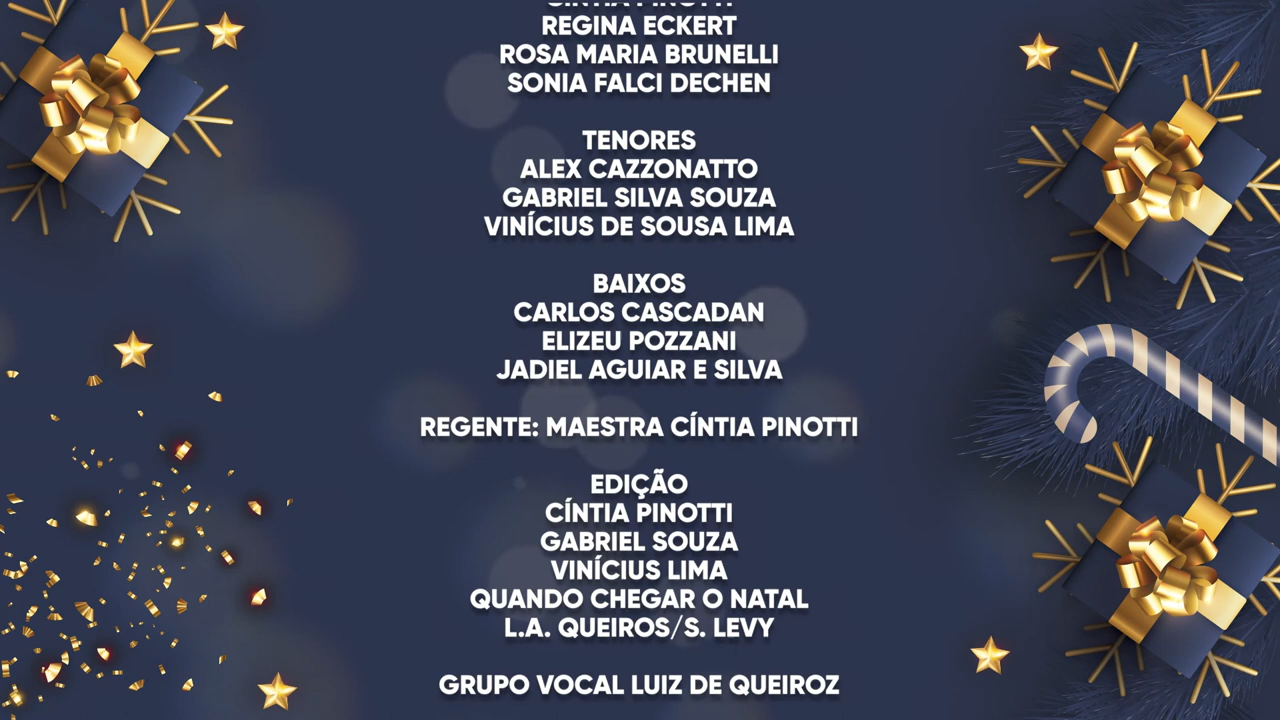 REGINA ECKERT
ROSA MARIA BRUNELLI
SONIA FALCI DECHEN
TENORES
ALEX CAZZONATTO
GABRIEL SILVA SOUZA
VINÍCIUS DE SOUSA LIMA
BAIXOS
CARLOS CASCADAN
ELIZEU POZZANI
JADIEL AGUIAR E SILVA
REGENTE: MAESTRA CÍNTIA PINOTTI
EDIÇÃO
CÍNTIA PINOTTI
GABRIEL SOUZA
VINÍCIUS LIMA
QUANDO CHEGAR O NATAL
L.A. QUEIROS/S. LEVY
GRUPO VOCAL LUIZ DE QUEIROZ